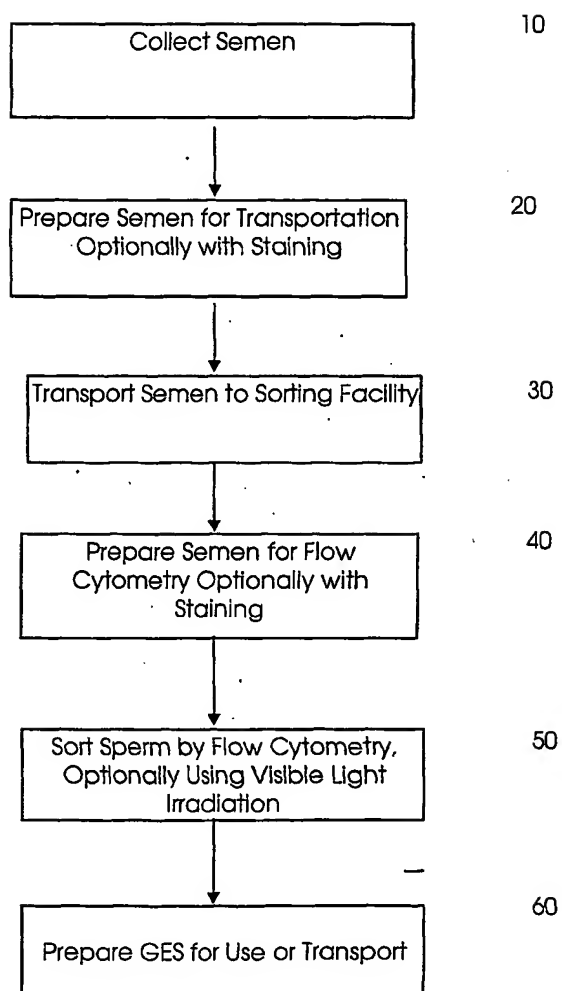 Collect Semen
10
Prepare Semen for Transportation
Optionally with Staining
20
Transport Semen to Sorting Facility
30
Prepare Semen for Flow
Cytometry Optionally with
Staining
40
Sort Sperm by Flow Cytometry,
Optionally Using Visible Light
Irradiation
50
Prepare GES for Use or Transport
60